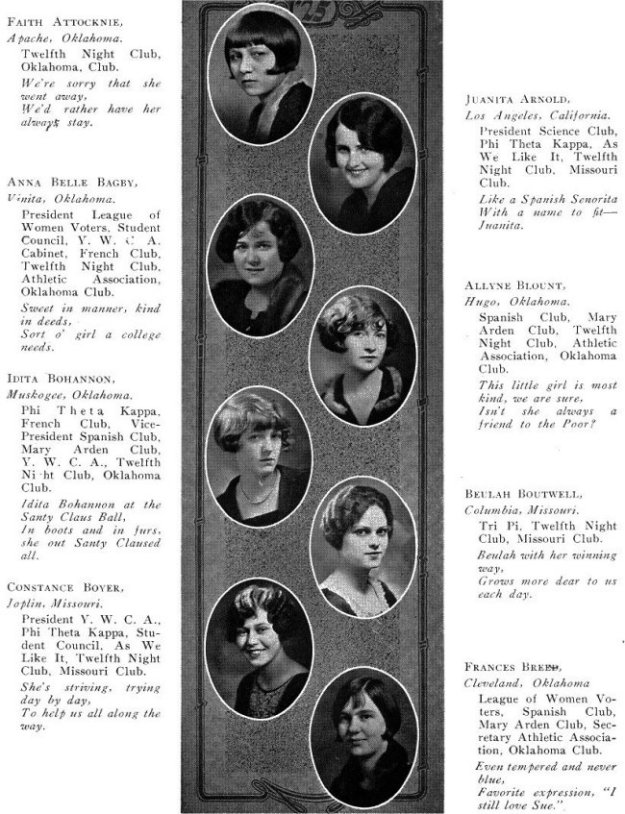 '25
FAITH ATTOCKNIE,
Apache, Oklahoma.
Twelfth Night Club,
Oklahoma, Club.
We're sorry that she
went away,
We'd rather have her
always stay.
ANNA BELLE BAGBY,
Vinita, Oklahoma.
President League of
Women Voters, Student
Council, Y. W. C A.
Cabinet, French Club,
Twelfth Night Club,
Athletic Association,
Oklahoma Club.
Sweet in manner, kind
in deeds,
Sort o' girl a college
needs.
IDITA BOHANNON,
Muskogee, Oklahoma.
Phi Theta Kappa,
French Club, Vice-
President Spanish Club,
Mary Arden Club,
Y. W. C. A., Twelfth
Ni ht Club, Oklahoma
Club.
Idita Bohannon at the
Santy Claus Ball,
In boots and in furs,
she out Santy Claused
all.
CONSTANCE BOYER,
Joplin, Missouri.
President Y. W. C. A.,
Phi Theta Kappa, Stu-
dent Council, As We
Like It, Twelfth Night
Club, Missouri Club.
She's striving, trying
day by day,
To help us all along the
way.
JUANITA ARNOLD,
Los Angeles, California.
President Science Club,
Phi Theta Kappa, As
We Like It, Twelfth
Night Club, Missouri
Club.
Like a Spanish Senorita
With a name to fit—
Juanita.
ALLYNE BLOUNT,
Hugo, Oklahoma.
Spanish Club, Mary
Arden Club, Twelfth
Night Club, Athletic
Association, Oklahoma
Club.
This little girl is most
kind, we are sure,
Isn't she always a
friend to the Poor?
BEULAH BOUTWELL,
Columbia, Missouri.
Tri Pi, Twelfth Night
Club, Missouri Club.
Beulah with her winning
way,
Grows more dear to us
each day.
FRANCES
Cleveland, Oklahoma
League of Women Vo-
ters, Spanish Club,
Mary Arden Club, Sec-
retary Athletic Associa-
tion, Oklahoma Club.
Even tempered and never
blue,
Favorite expression, "I
still love Sue."